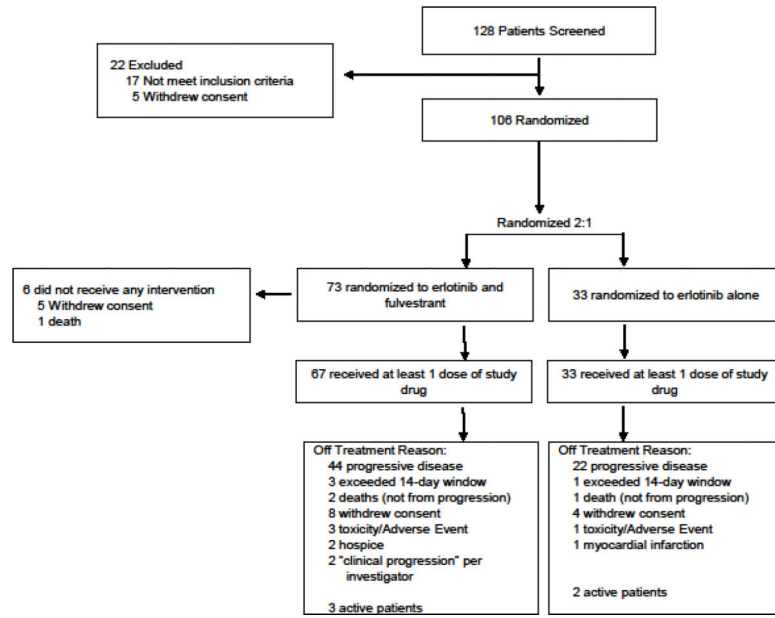 128 Patients Screened
22 Excluded
17 Not meet inclusion criteria
5 Withdrew consent
106 Randomized
Randomized 2:1
6 did not receive any intervention
5 Withdrew consent
1 death
73 randomized to erlotinib and
fulvestrant
33 randomized to erlotinib alone
67 received at least 1 dose of study
drug
33 received at least 1 dose of study
drug
Off Treatment Reason:
44 progressive disease
3 exceeded 14-day window
2 deaths (not from progression)
8 withdrew consent
3 toxicity/Adverse Event
2 hospice
2 "clinical progression" per
investigator
3 active patients
Off Treatment Reason:
22 progressive disease
1 exceeded 14-day window
1 death (not from progression)
4 withdrew consent
1 toxicity/Adverse Event
1 myocardial infarction
2 active patients